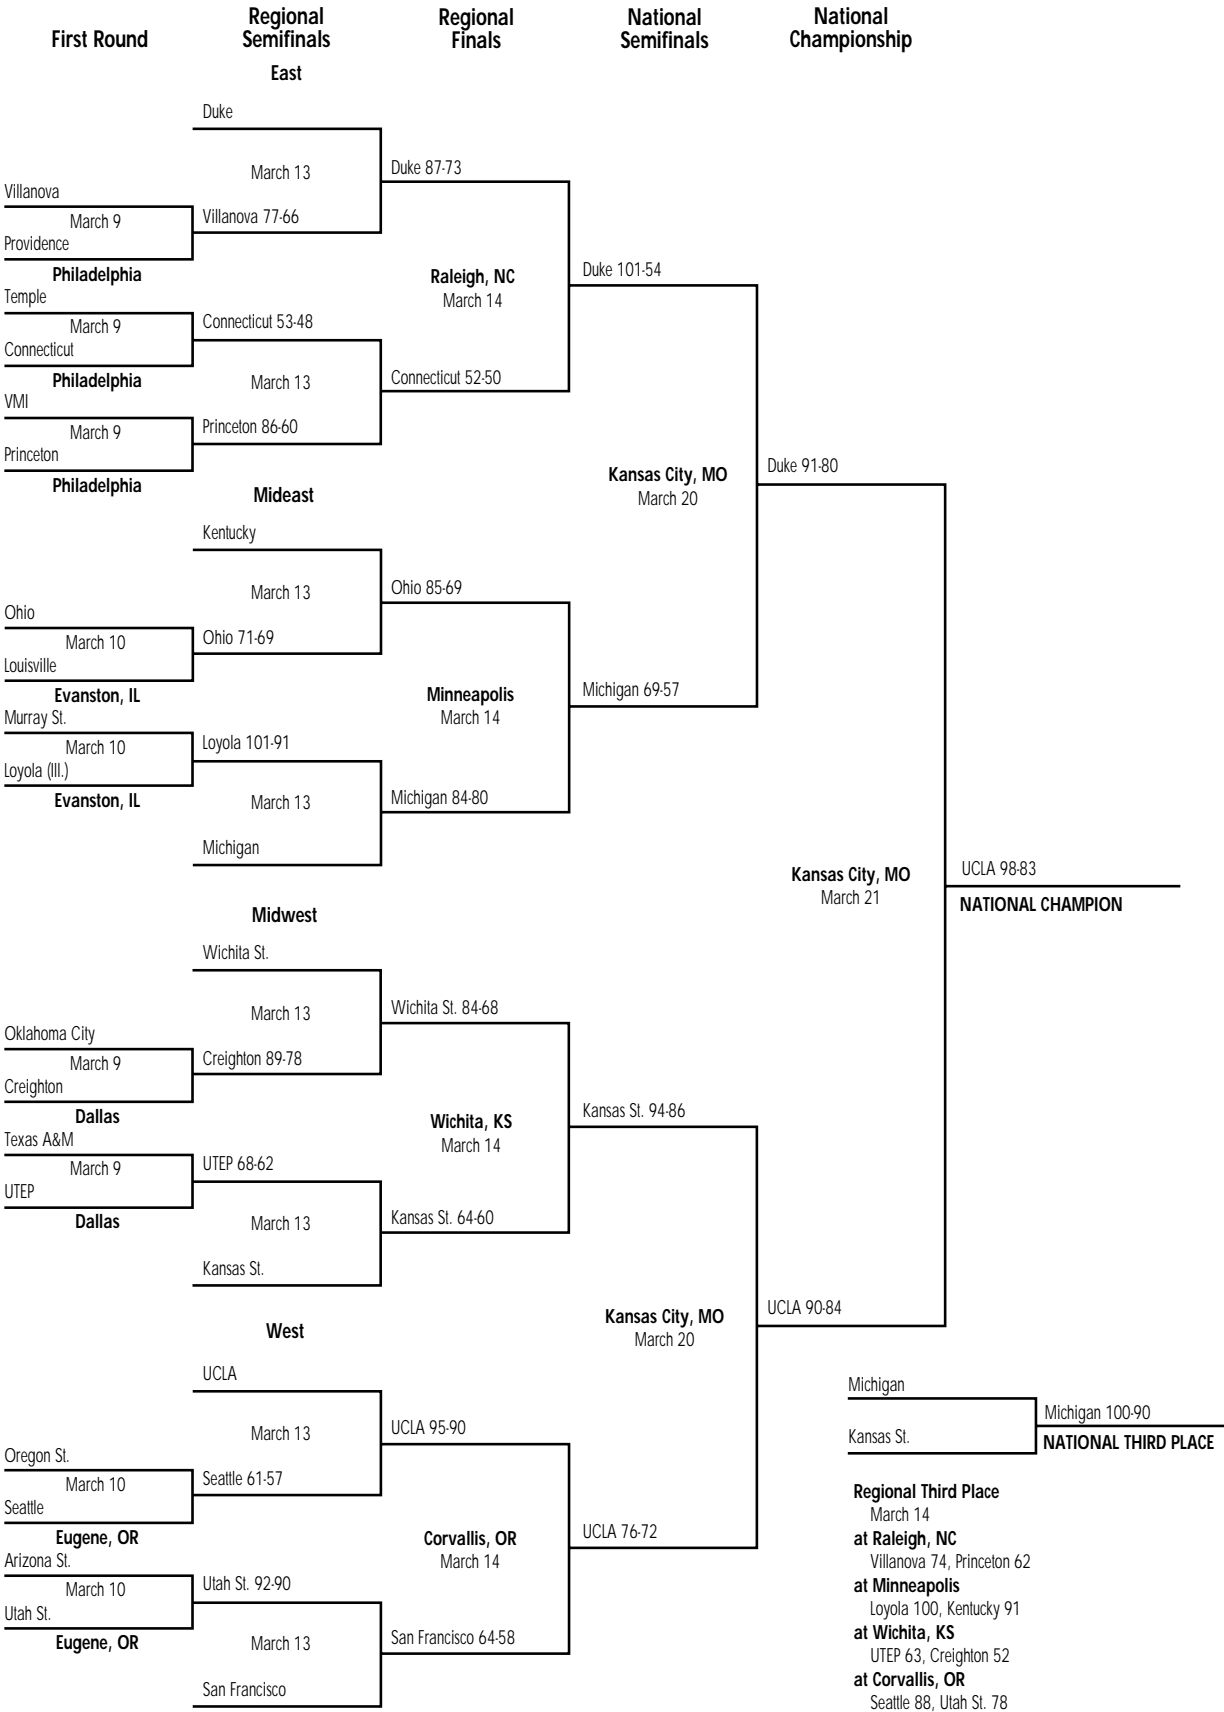 First Round
Regional
Semifinals
Regional
Finals
National
Semifinals
National
Championship
East
Duke
March 13
Duke 87-73
Villanova
March 9
Villanova 77-66
Providence
Philadelphia
Raleigh, NC
March 14
Duke 101-54
Temple
March 9
Connecticut 53-48
Connecticut
Philadelphia
March 13
Connecticut 52-50
VMI
March 9
Princeton 86-60
Princeton
Philadelphia
Kansas City, MO
March 20
Duke 91-80
Mideast
Kentucky
March 13
Ohio 85-69
Ohio
March 10
Ohio 71-69
Louisville
Evanston, IL
Minneapolis
March 14
Michigan 69-57
Murray St.
March 10
Loyola 101-91
Loyola (Ill.)
Evanston, IL
March 13
Michigan 84-80
Michigan
Kansas City, MO
March 21
UCLA 98-83
NATIONAL CHAMPION
Midwest
Wichita St.
March 13
Wichita St. 84-68
Oklahoma City
March 9
Creighton 89-78
Creighton
Dallas
Wichita, KS
March 14
Kansas St. 94-86
Texas A&M
March 9
UTEP 68-62
UTEP
Dallas
March 13
Kansas St. 64-60
Kansas St.
Kansas City, MO
March 20
UCLA 90-84
West
UCLA
March 13
UCLA 95-90
Oregon St.
March 10
Seattle 61-57
Seattle
Eugene, OR
Corvallis, OR
March 14
UCLA 76-72
Arizona St.
March 10
Utah St. 92-90
Utah St.
Eugene, OR
March 13
San Francisco 64-58
San Francisco
Michigan
Michigan 100-90
Kansas St.
NATIONAL THIRD PLACE
Regional Third Place
March 14
at Raleigh, NC
Villanova 74, Princeton 62
at Minneapolis
Loyola 100, Kentucky 91
at Wichita, KS
UTEP 63, Creighton 52
at Corvallis, OR
Seattle 88, Utah St. 78